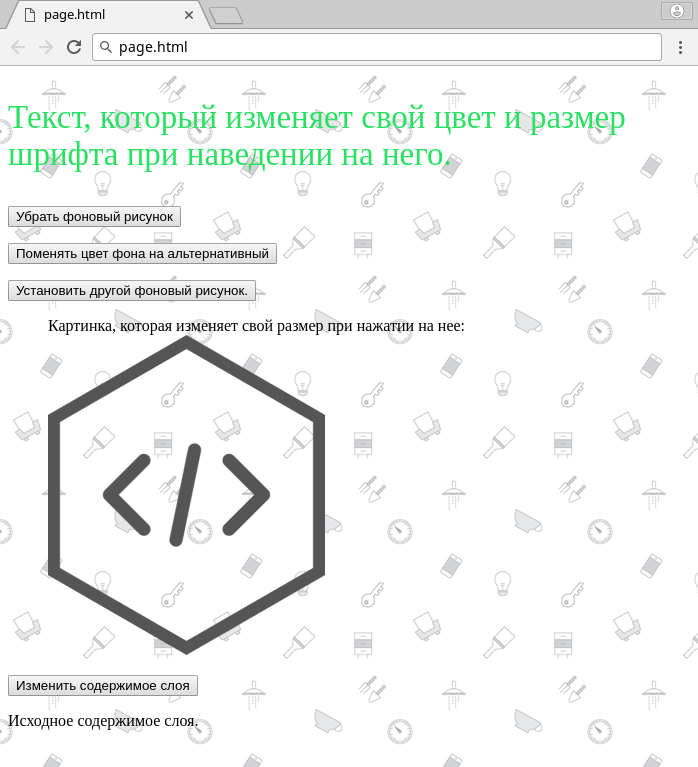 page.html
page.html
Текст, который изменяет свой цвет и размер
шрифта при наведении на него.
Убрать фоновый рисунок
Поменять цвет фона на альтернативный
Установить другой фоновый рисунок.
Картинка, которая изменяет свой размер при нажатии на нее:
</>
Изменить содержимое слоя
Исходное содержимое слоя.